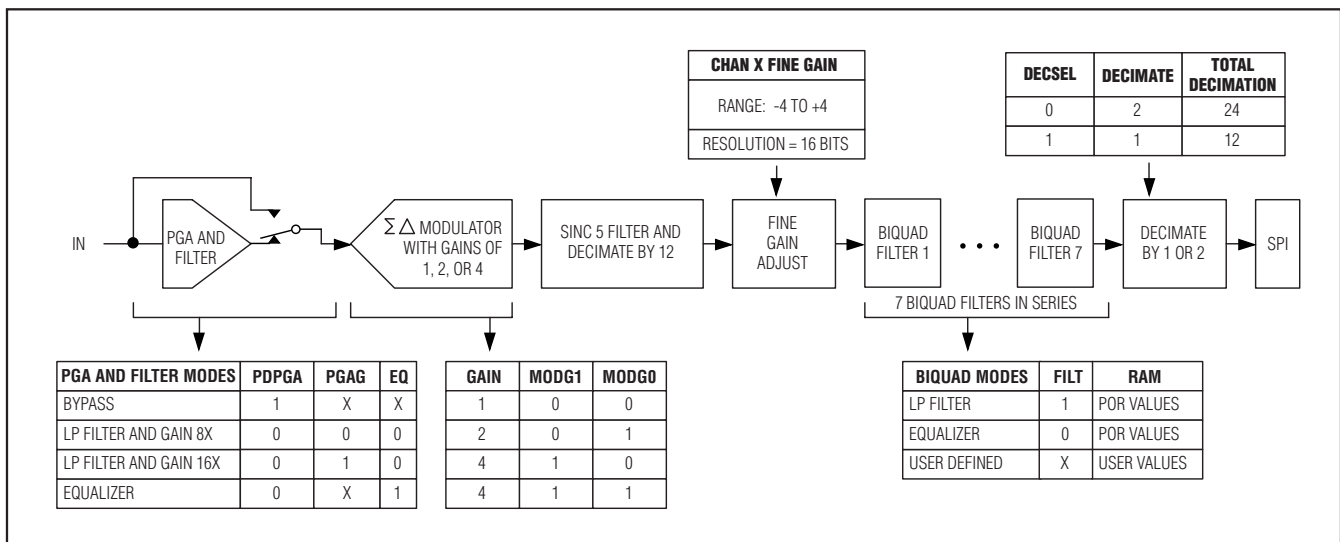 CHAN X FINE GAIN
RANGE: -4 TO +4
RESOLUTION = 16 BITS
DECSEL DECIMATE TOTAL DECIMATION
0 2 24
1 1 12
IN
PGA AND
FILTER
ΣΔ MODULATOR
WITH GAINS OF
1, 2, OR 4
SINC 5 FILTER AND
DECIMATE BY 12
FINE
GAIN
ADJUST
BIQUAD
FILTER 1
• • •
BIQUAD
FILTER 7
DECIMATE
BY 1 OR 2
SPI
7 BIQUAD FILTERS IN SERIES
PGA AND FILTER MODES PDPGA PGAG EQ
BYPASS 1 X X
LP FILTER AND GAIN 8X 0 0 0
LP FILTER AND GAIN 16X 0 1 0
EQUALIZER 0 X 1
GAIN MODG1 MODG0
1 0 0
2 0 1
4 1 0
4 1 1
BIQUAD MODES FILT RAM
LP FILTER 1 POR VALUES
EQUALIZER 0 POR VALUES
USER DEFINED X USER VALUES